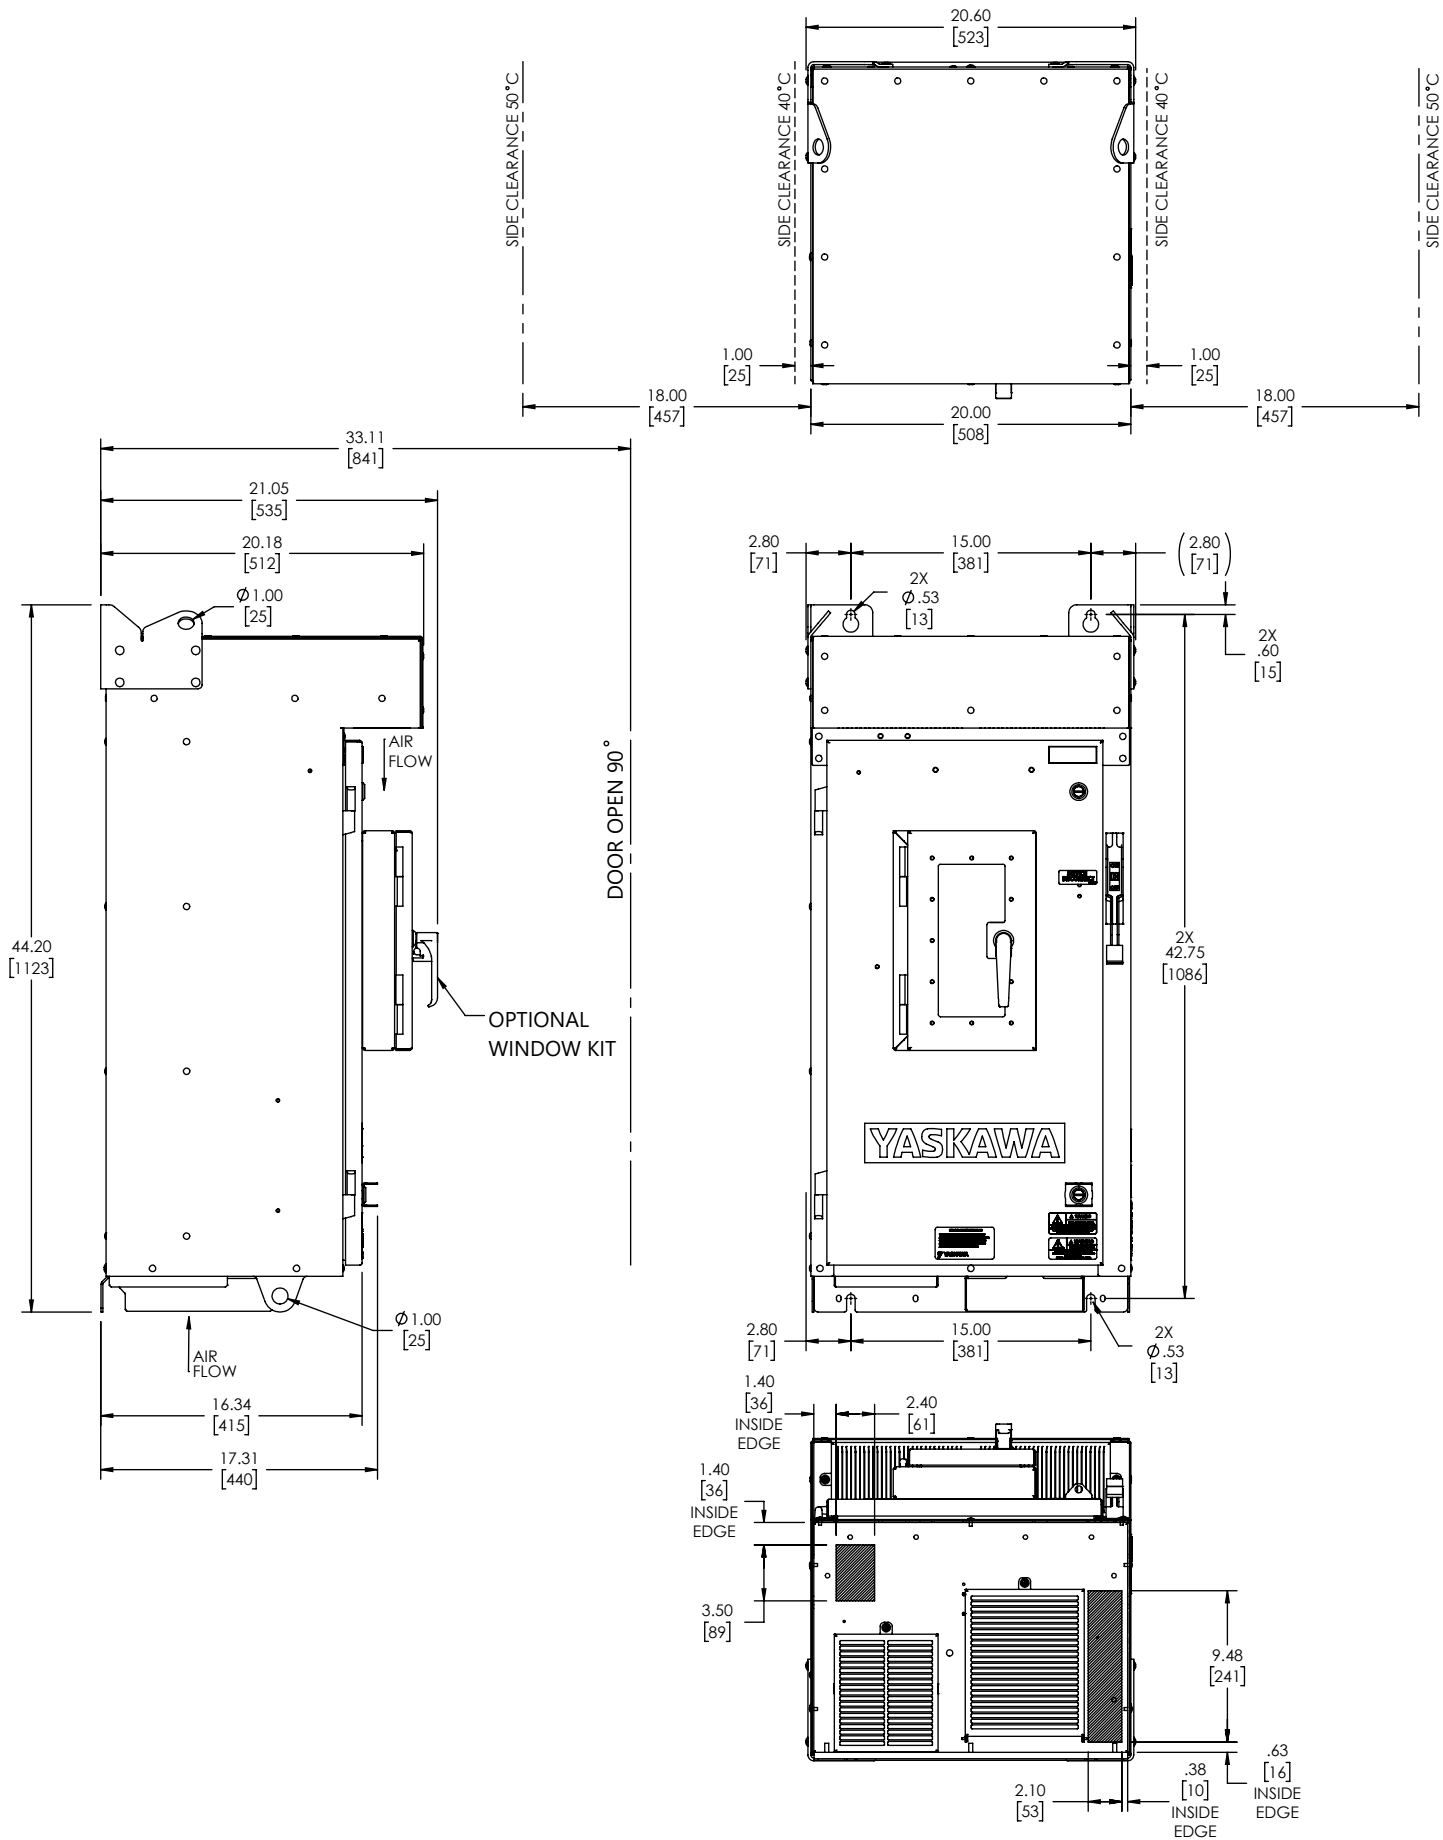 20.60
[523]
SIDE CLEARANCE 50°C
SIDE CLEARANCE 40°C
SIDE CLEARANCE 40°C
SIDE CLEARANCE 50°C
1.00
[25]
1.00
[25]
18.00
[457]
20.00
[508]
18.00
[457]
33.11
[841]
21.05
[535]
20.18
[512]
Ø1.00
[25]
AIR
FLOW
DOOR OPEN 90°
44.20
[1123]
OPTIONAL
WINDOW KIT
Ø1.00
[25]
AIR
FLOW
16.34
[415]
17.31
[440]
2.80
[71]
15.00
[381]
(2.80
[71])
2X
Ø.53
[13]
2X
.60
[15]
2X
42.75
[1086]
YASKAWA
YASKAWA
2.80
[71]
15.00
[381]
2X
Ø.53
[13]
1.40
[36]
INSIDE
EDGE
2.40
[61]
1.40
[36]
INSIDE
EDGE
3.50
[89]
9.48
[241]
2.10
[53]
.38
[10]
INSIDE
EDGE
.63
[16]
INSIDE
EDGE